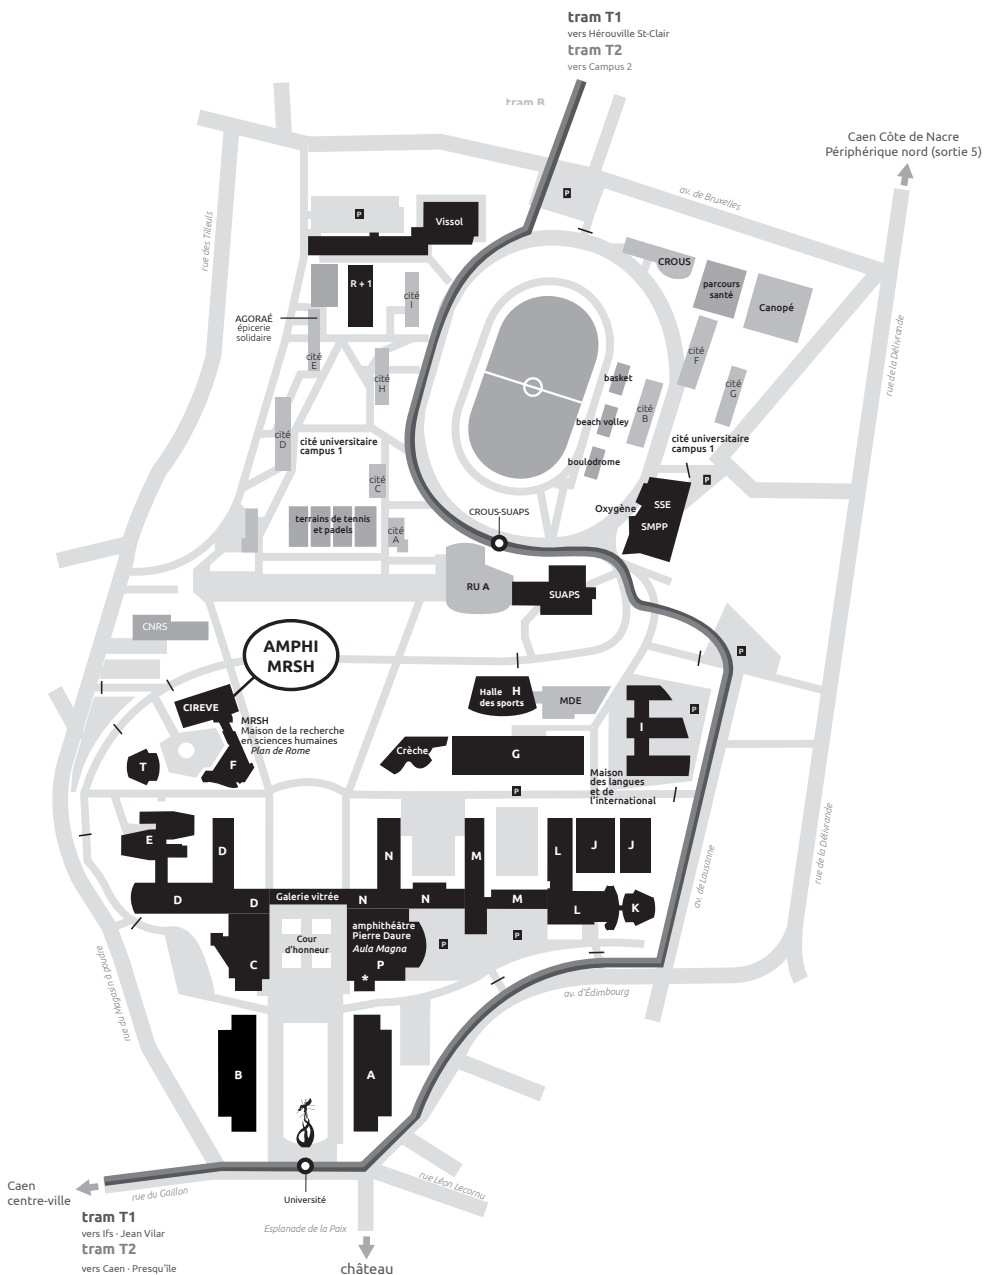 tram T1
vers Hérouville St-Clair
tram T2
vers Campus 2
tram B
Caen Côte de Nacre
Périphérique nord (sortie 5)
av. de Bruxelles
rue des Tilleuls
P
P
Vissol
CROUS
parcours
santé
Canopé
R + 1
cité
I
AGORAÉ
épicerie
solidaire
cité
E
cité
H
cité
F
cité
G
rue de la Délivrande
basket
cité
B
beach volley
boulodrome
cité
D
cité universitaire
campus 1
cité universitaire
campus 1
P
cité
C
SSE
Oxygène
SMPP
CROUS-SUAPS
terrains de tennis
et padels
cité
A
RU A
SUAPS
CNRS
AMPHI
MRSH
P
CIREVE
MRSH
Maison de la recherche
en sciences humaines
Plan de Rome
Halle
des sports
H
MDE
P
I
T
F
Crèche
G
Maison
des langues
et de
l'international
P
E
D
N
M
L
J
J
rue de la Délivrande
av. de Lausanne
D
D
Galerie vitrée
N
N
M
L
K
Cour
d'honneur
amphithéâtre
Pierre Daure
Aula Magna
P
*
C
P
P
rue du Magasin à poudre
av. d'Édimbourg
B
A
Caen
centre-ville
rue du Gaillon
Université
rue Léon Lecornu
tram T1
vers Ifs · Jean Vilar
tram T2
vers Caen · Presqu'île
Esplanade de la Paix
château